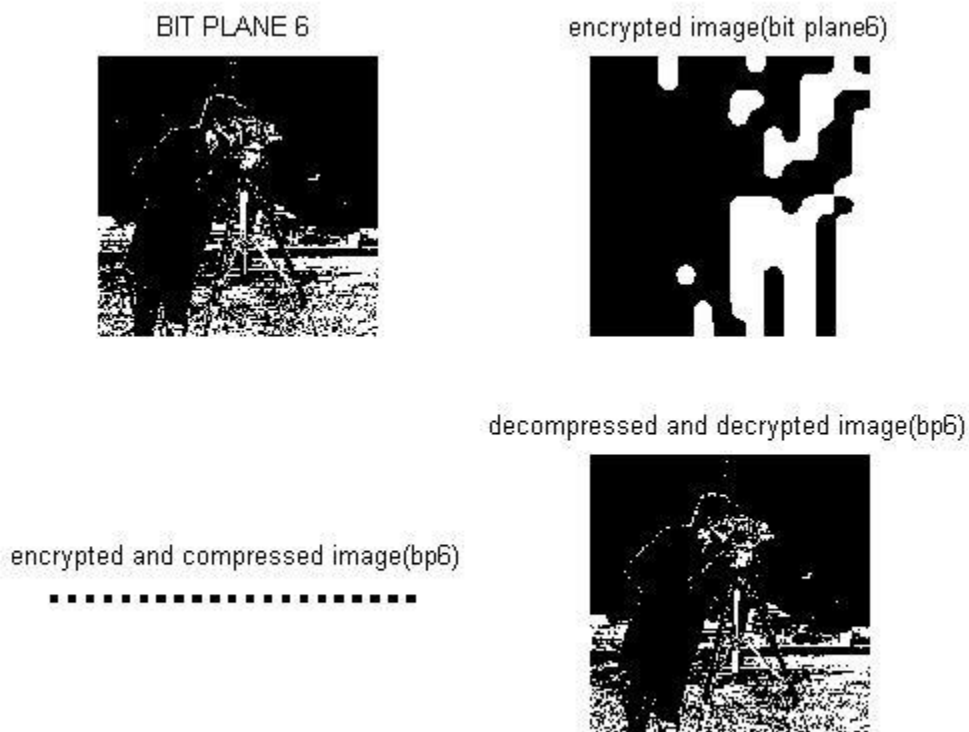 BIT PLANE 6
encrypted image(bit plane6)
decompressed and decrypted image(bp6)
encrypted and compressed image(bp6)